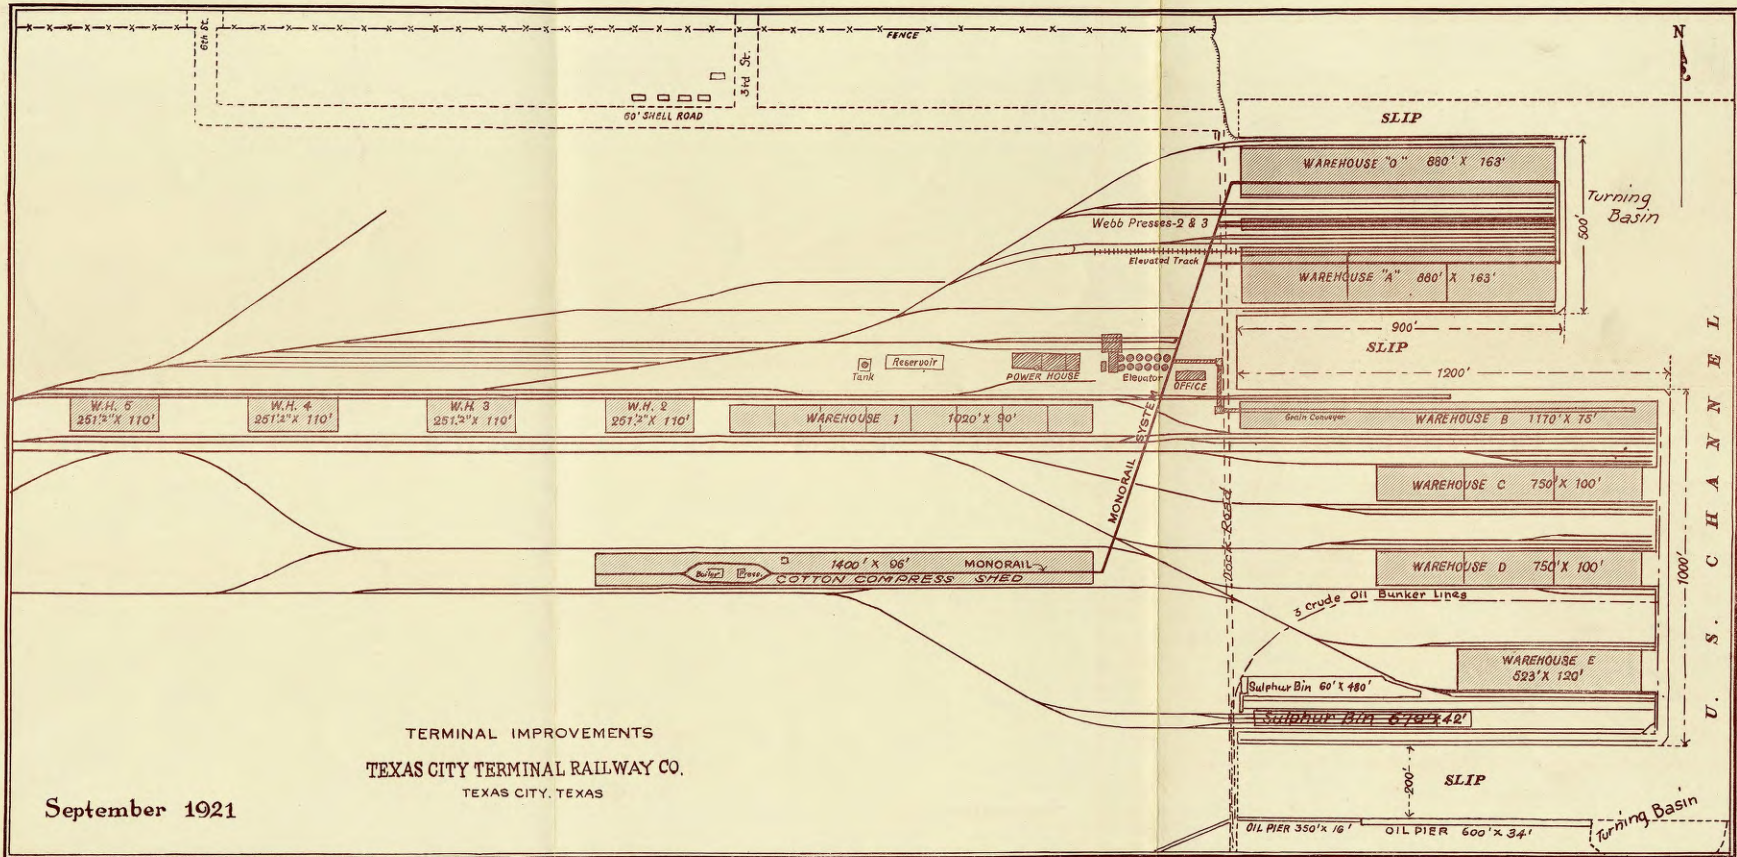 6th St.
FENCE
3rd St.
60' SHELL ROAD
N
SLIP
WAREHOUSE "O" 880' X 163'
Turning
Basin
500'
Webb Presses-2 & 3
Elevated Track
WAREHOUSE "A" 880' X 163'
900'
SLIP
1200'
Tank
Reservoir
POWER HOUSE
Elevator
OFFICE
W.H. 5
251'.2" X 110'
W.H. 4
251'.2" X 110'
W.H. 3
251'.2" X 110'
W.H. 2
251'.2" X 110'
WAREHOUSE 1 1020' X 90'
Grain Conveyer
WAREHOUSE B 1170' X 75'
MONORAIL SYSTEM
WAREHOUSE C 750' X 100'
Dock Road
1400' X 96' MONORAIL
Boiler Press
COTTON COMPRESS SHED
WAREHOUSE D 750' X 100'
1000'
U. S. CHANNEL
3 Crude Oil Bunker Lines
WAREHOUSE E
523' X 120'
Sulphur Bin 60' X 480'
Sulphur Bin 670' X 42'
TERMINAL IMPROVEMENTS
TEXAS CITY TERMINAL RAILWAY CO.
TEXAS CITY, TEXAS
September 1921
200'
SLIP
OIL PIER 350' X 16'
OIL PIER 600' X 34'
Turning Basin